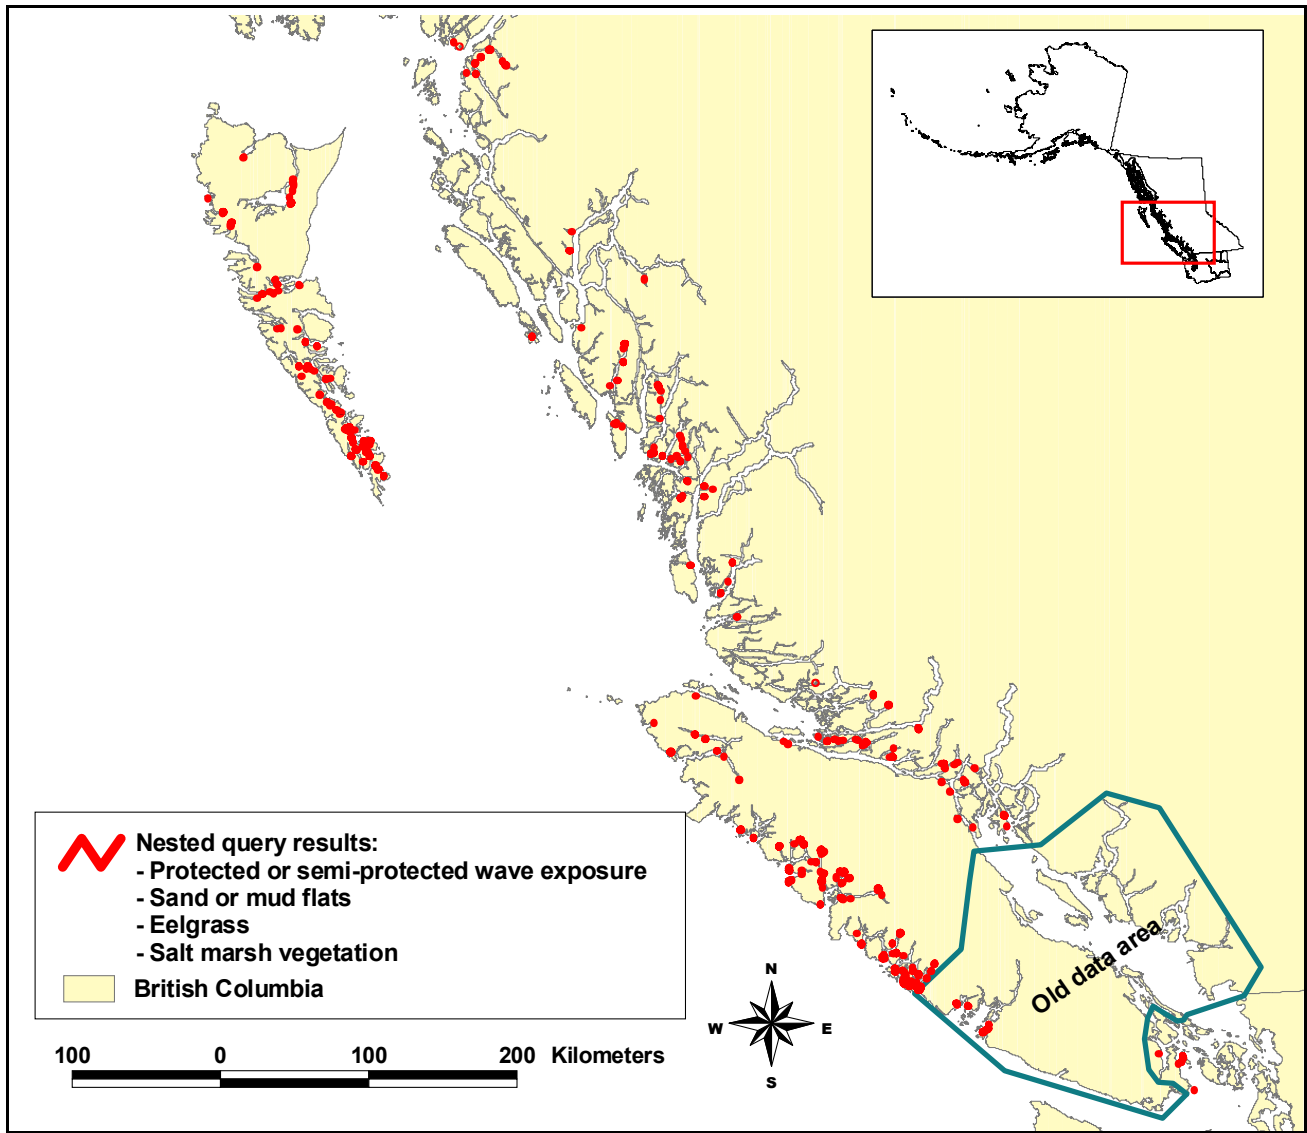 Old data area
Nested query results:
- Protected or semi-protected wave exposure
- Sand or mud flats
- Eelgrass
- Salt marsh vegetation
British Columbia
N
W E
S
100 0 100 200 Kilometers